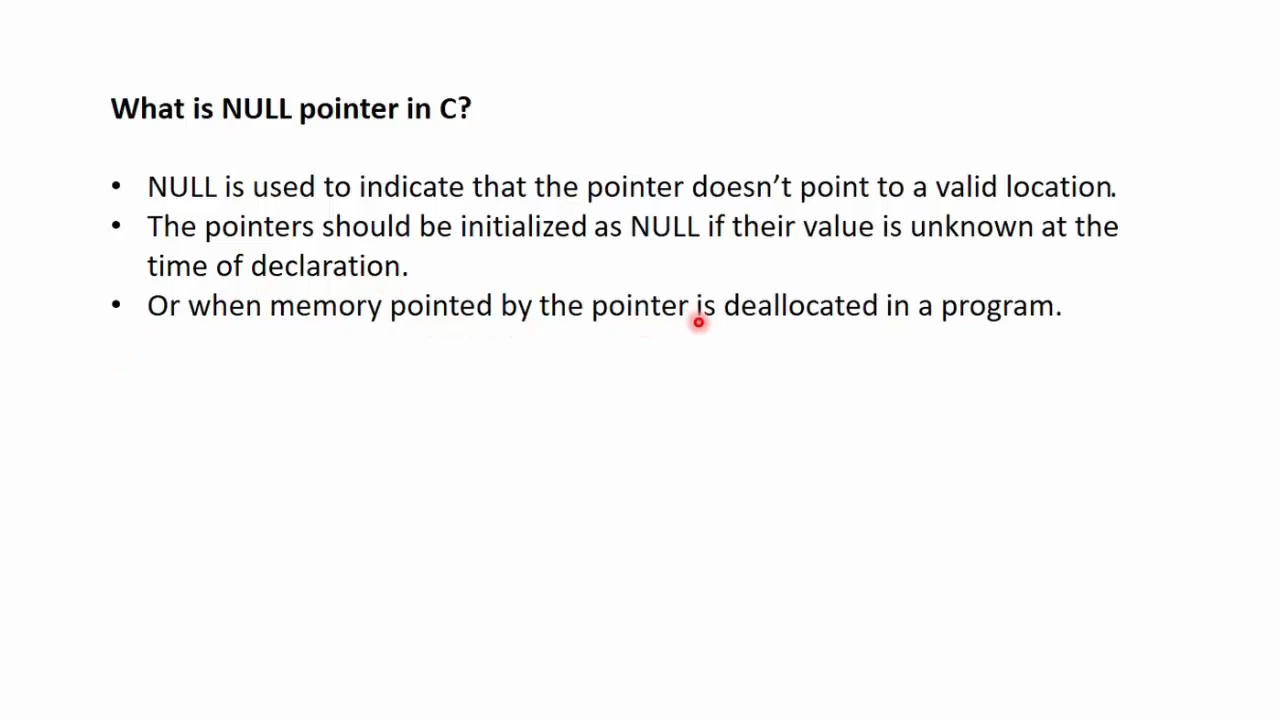 What is NULL pointer in C?
• NULL is used to indicate that the pointer doesn’t point to a valid location.
• The pointers should be initialized as NULL if their value is unknown at the
time of declaration.
• Or when memory pointed by the pointer is deallocated in a program.